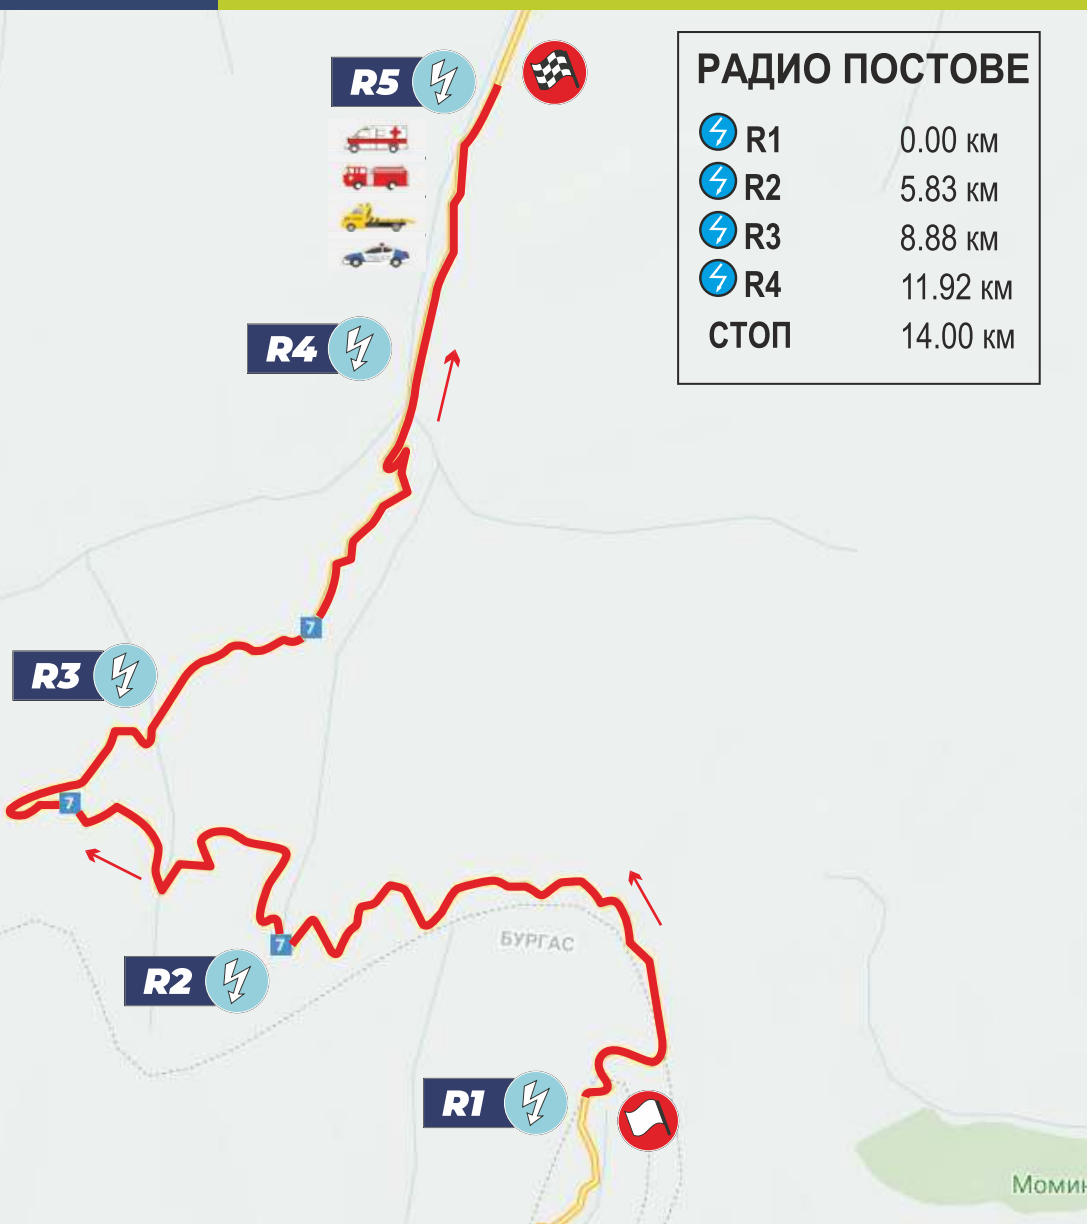 R5
РАДИО ПОСТОВЕ
R1 0.00 км
R2 5.83 км
R3 8.88 км
R4 11.92 км
СТОП 14.00 км
R4
7
R3
7
7
БУРГАС
R2
R1